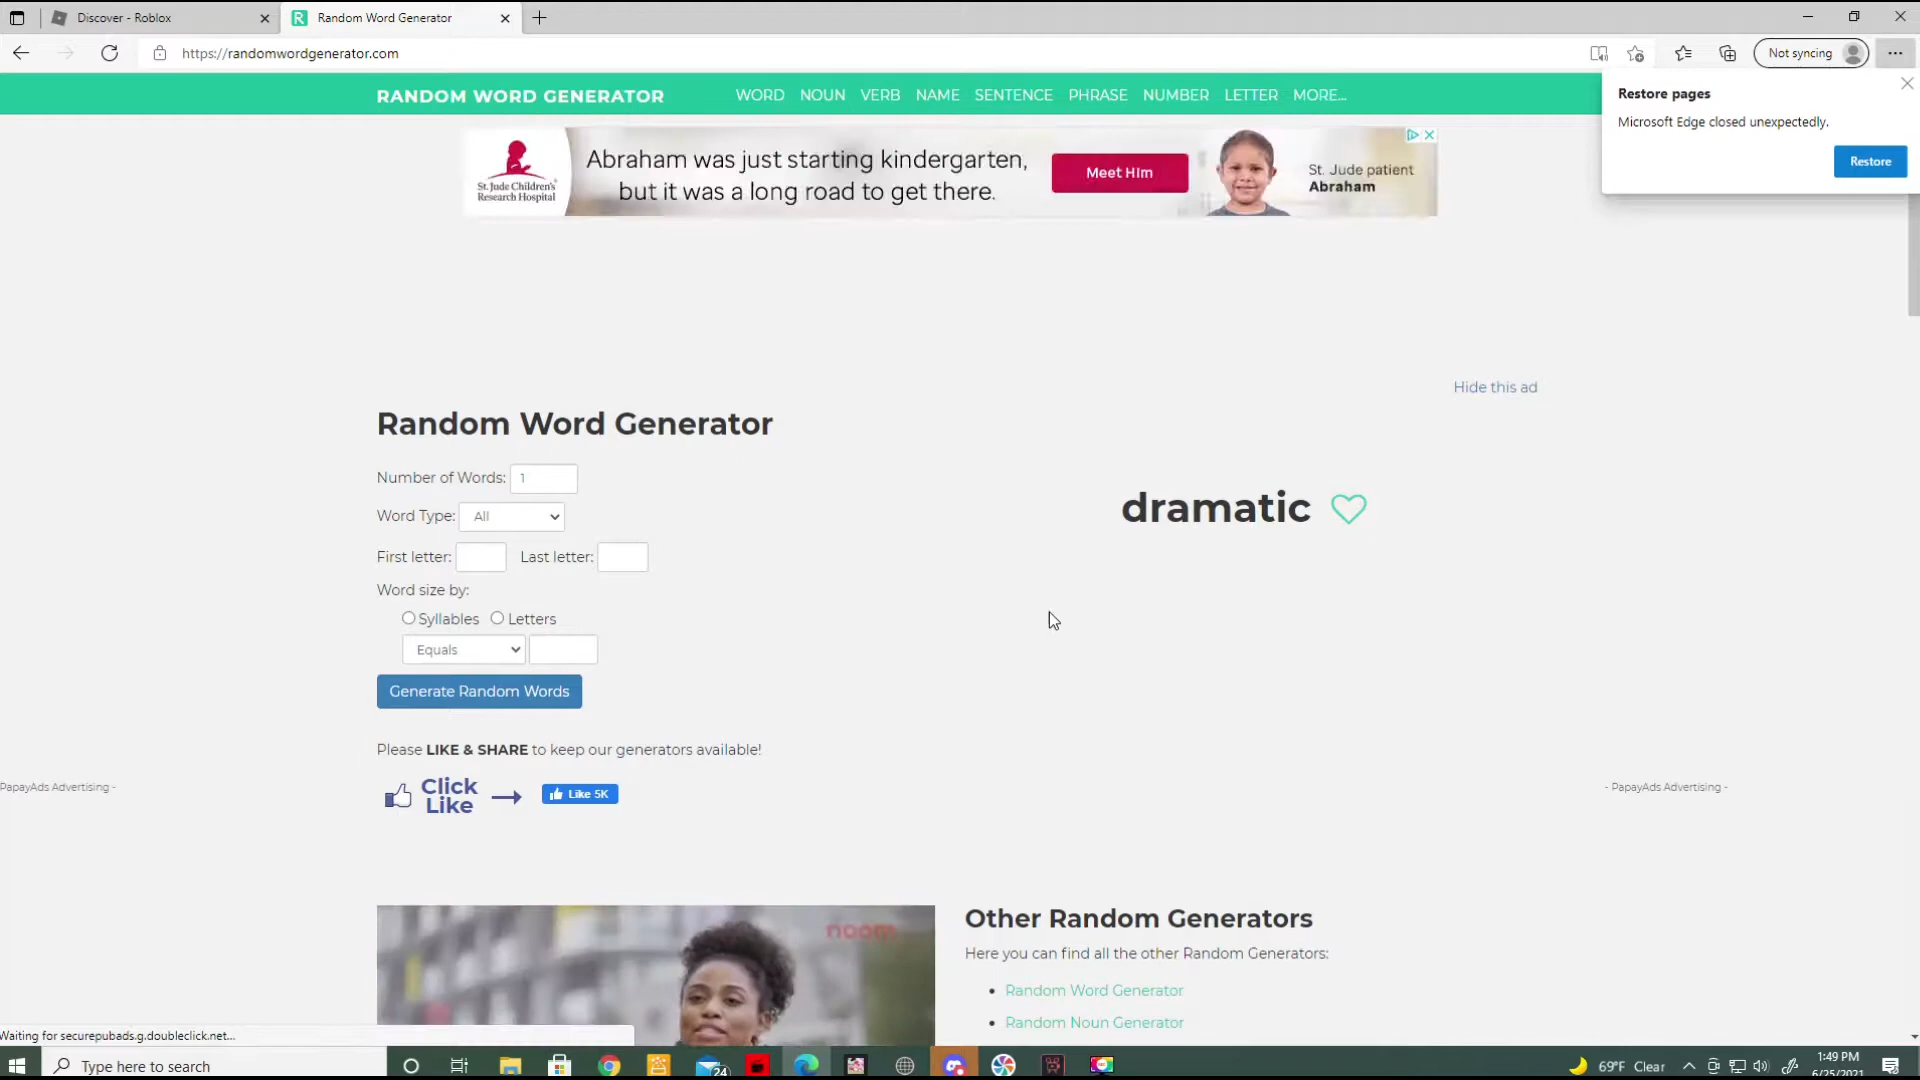 Discover - Roblox
Random Word Generator
https://randomwordgenerator.com
Not syncing
RANDOM WORD GENERATOR
WORD NOUN VERB NAME SENTENCE PHRASE NUMBER LETTER MORE...
Restore pages
Microsoft Edge closed unexpectedly.
Restore
St. Jude Children's
Research Hospital
Abraham was just starting kindergarten,
but it was a long road to get there.
Meet Him
St. Jude patient
Abraham
Hide this ad
Random Word Generator
Number of Words: 1
Word Type: All
First letter: Last letter:
Word size by:
Syllables Letters
Equals
Generate Random Words
dramatic
Please LIKE & SHARE to keep our generators available!
Click
Like
Like 5K
PapayAds Advertising -
- PapayAds Advertising -
noom
Other Random Generators
Here you can find all the other Random Generators:
Random Word Generator
Random Noun Generator
Waiting for securepubads.g.doubleclick.net...
Type here to search
24
69°F Clear
1:49 PM
6/25/2021